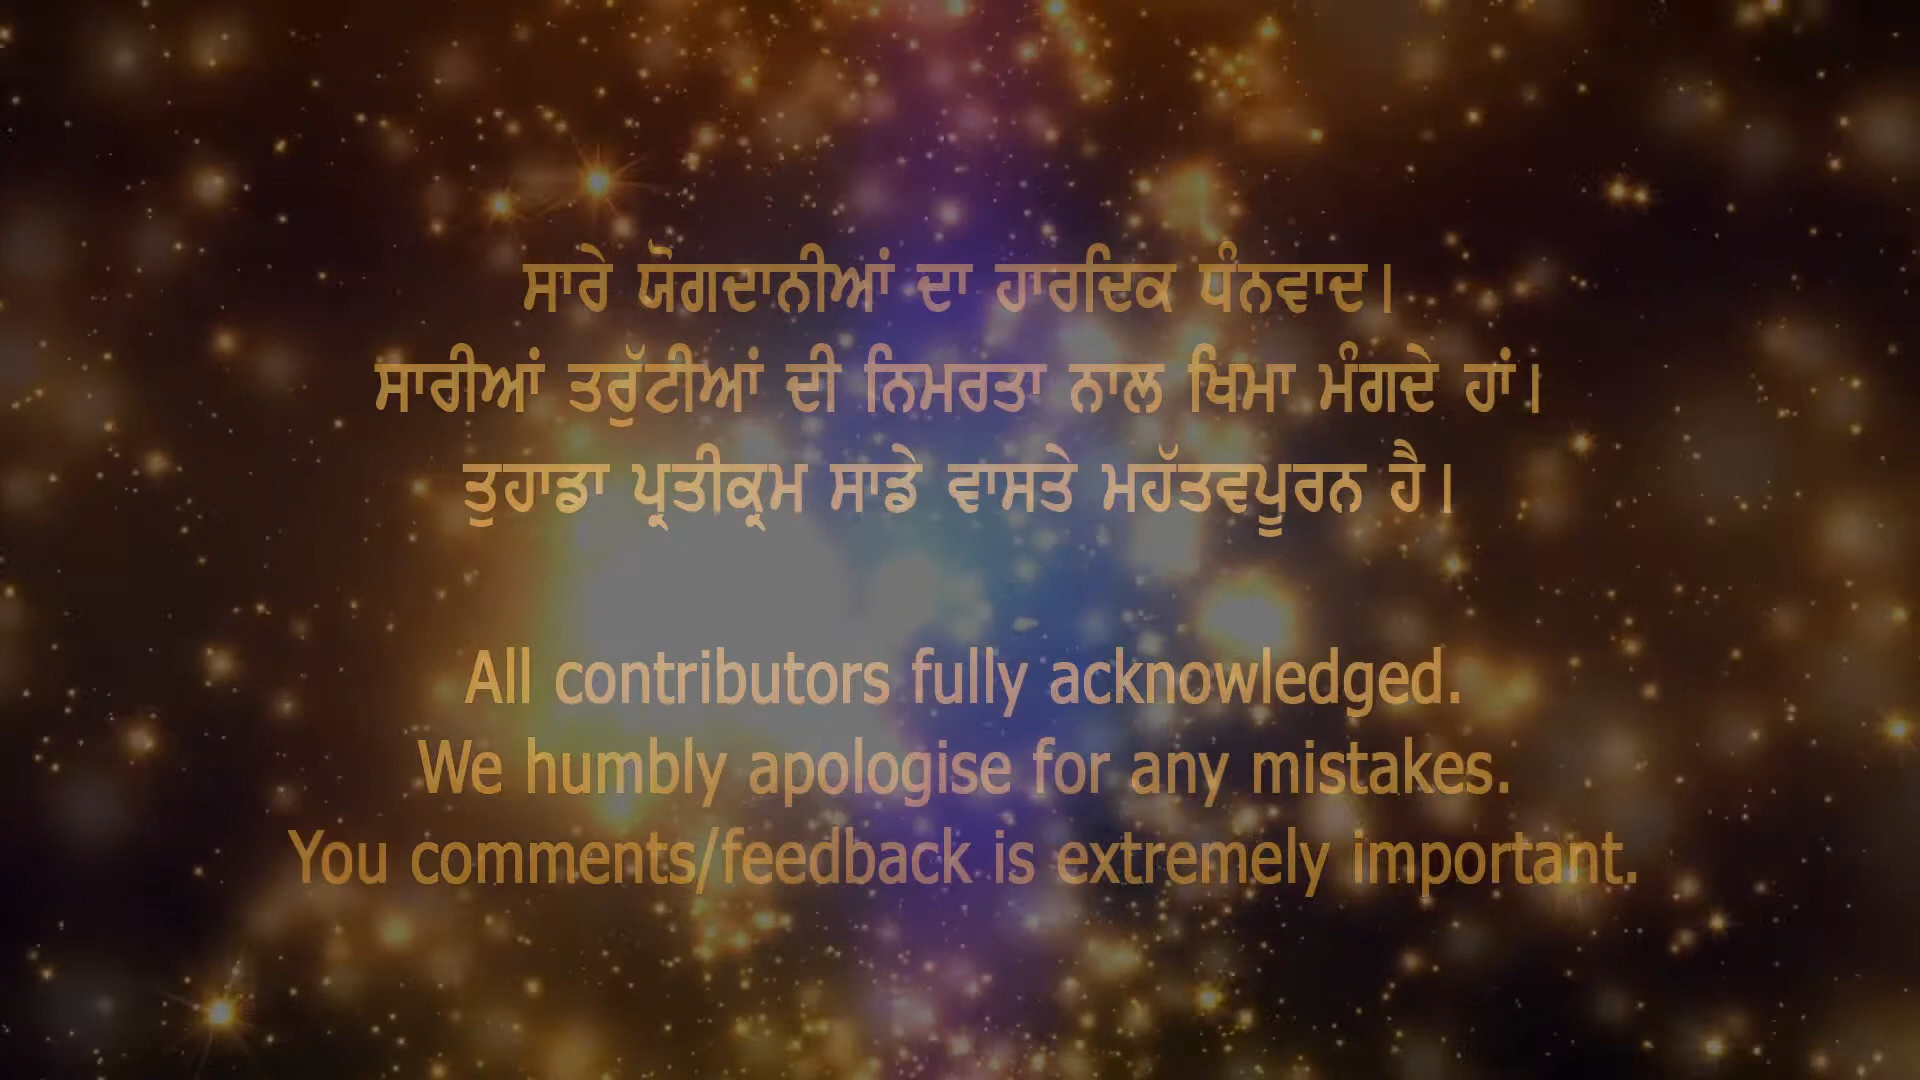 ਸਾਰੇ ਯੋਗਦਾਨੀਆਂ ਦਾ ਹਾਰਦਿਕ ਧੰਨਵਾਦ।
ਸਾਰੀਆਂ ਤਰੁੱਟੀਆਂ ਦੀ ਨਿਮਰਤਾ ਨਾਲ ਖਿਮਾ ਮੰਗਦੇ ਹਾਂ।
ਤੁਹਾਡਾ ਪ੍ਰਤੀਕ੍ਰਮ ਸਾਡੇ ਵਾਸਤੇ ਮਹੱਤਵਪੂਰਨ ਹੈ।
All contributors fully acknowledged.
We humbly apologise for any mistakes.
You comments/feedback is extremely important.